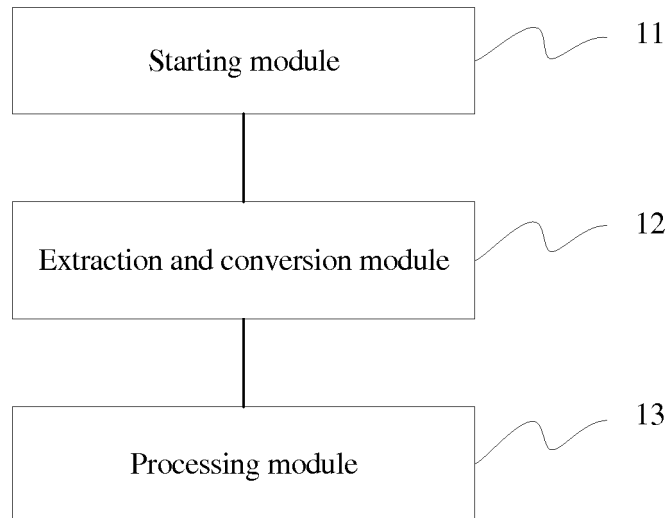 Starting module
11
Extraction and conversion module
12
Processing module
13